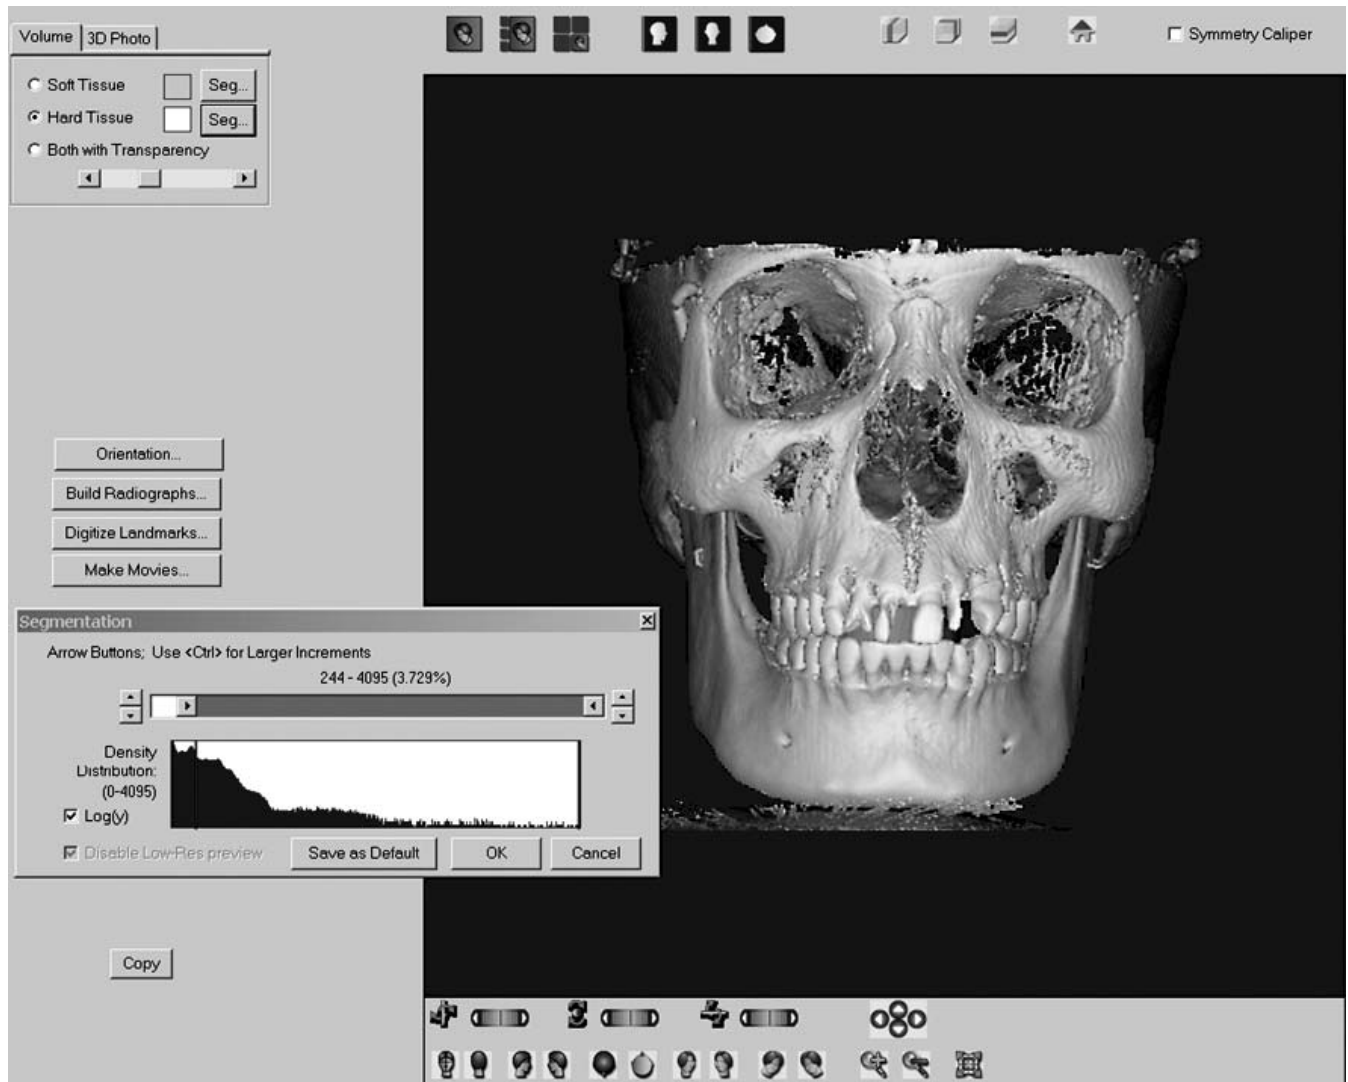 Volume
3D Photo
Symmetry Caliper
Soft Tissue
Seg...
Hard Tissue
Seg...
Both with Transparency
Orientation...
Build Radiographs...
Digitize Landmarks...
Make Movies...
Segmentation
Arrow Buttons; Use <Ctrl> for Larger Increments
244 - 4095 (3.729%)
Density
Distribution:
(0-4095)
Log(y)
Disable Low-Res preview
Save as Default
OK
Cancel
Copy